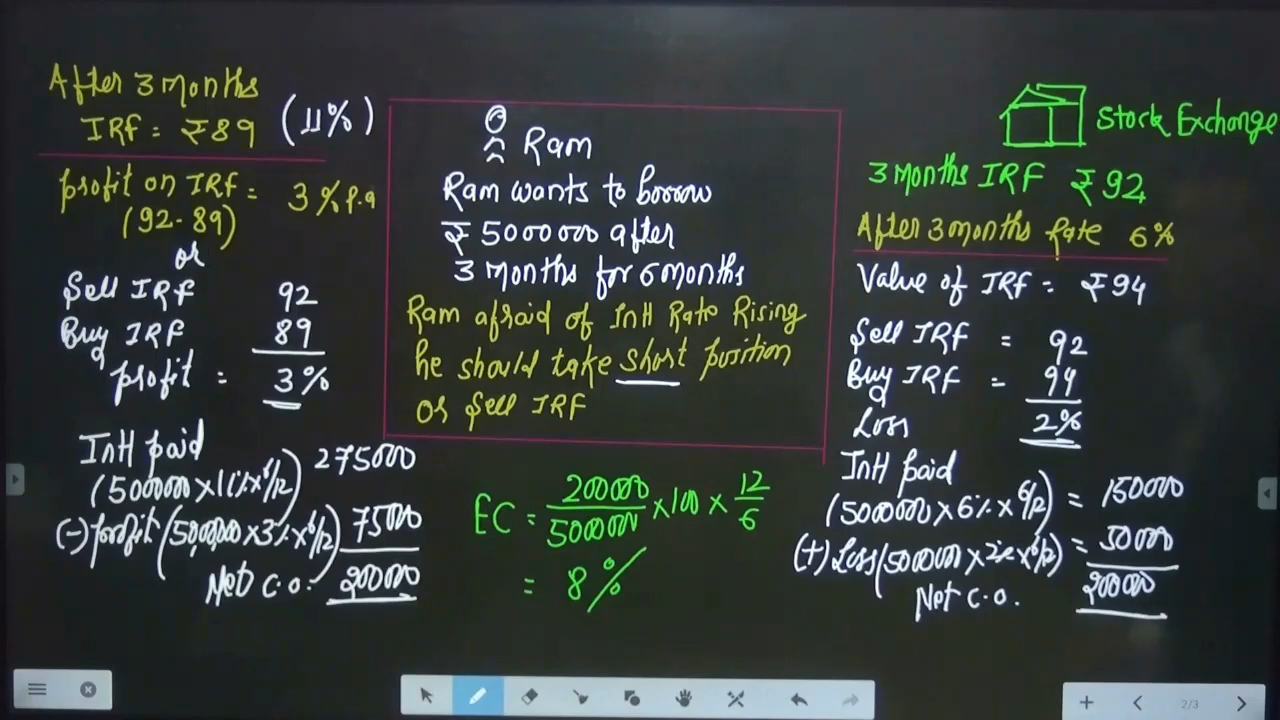 After 3 Months
IRF = ₹89 (11%)
profit on IRF = 3% P.a
(92-89)
or
Sell IRF 92
Buy IRF 89
profit = 3%
Intt paid
(5000000×11%×6/12) 275000
(-) profit (5000000×3%×6/12) 75000
Net c.o. 200000
Ram
Ram wants to borrow
₹ 5000000 after
3 Months for 6 months
Ram afraid of Intt Rate Rising
he should take short position
or Sell IRF
EC = 200000/5000000 × 100 × 12/6
= 8%
Stock Exchange
3 Months IRF ₹92
After 3 months Rate 6%
Value of IRF = ₹94
Sell IRF = 92
Buy IRF = 94
Loss 2%
Intt paid
(5000000×6%×6/12) = 150000
(+) Loss (5000000×2%×6/12) = 50000
Net c.o. 200000
2/3